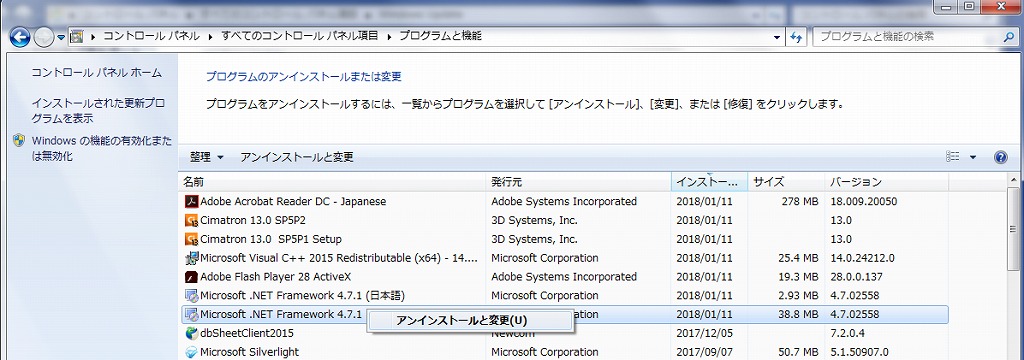 コントロール パネル ▸ すべてのコントロール パネル項目 ▸ プログラムと機能
プログラムと機能の検索
コントロール パネル ホーム
インストールされた更新プログラムを表示
Windows の機能の有効化または無効化
プログラムのアンインストールまたは変更
プログラムをアンインストールするには、一覧からプログラムを選択して [アンインストール]、[変更]、または [修復] をクリックします。
整理 アンインストールと変更
名前 発行元 インストー... サイズ バージョン
Adobe Acrobat Reader DC - Japanese Adobe Systems Incorporated 2018/01/11 278 MB 18.009.20050
Cimatron 13.0 SP5P2 3D Systems, Inc. 2018/01/11 13.0
Cimatron 13.0 SP5P1 Setup 3D Systems, Inc. 2018/01/11 13.0
Microsoft Visual C++ 2015 Redistributable (x64) - 14.... Microsoft Corporation 2018/01/11 25.4 MB 14.0.24212.0
Adobe Flash Player 28 ActiveX Adobe Systems Incorporated 2018/01/11 19.3 MB 28.0.0.137
Microsoft .NET Framework 4.7.1 (日本語) Microsoft Corporation 2018/01/11 2.93 MB 4.7.02558
Microsoft .NET Framework 4.7.1 2018/01/11 38.8 MB 4.7.02558
アンインストールと変更(U)
dbSheetClient2015 Newcom 2017/12/05 7.2.0.4
Microsoft Silverlight Microsoft Corporation 2017/09/07 50.7 MB 5.1.50907.0